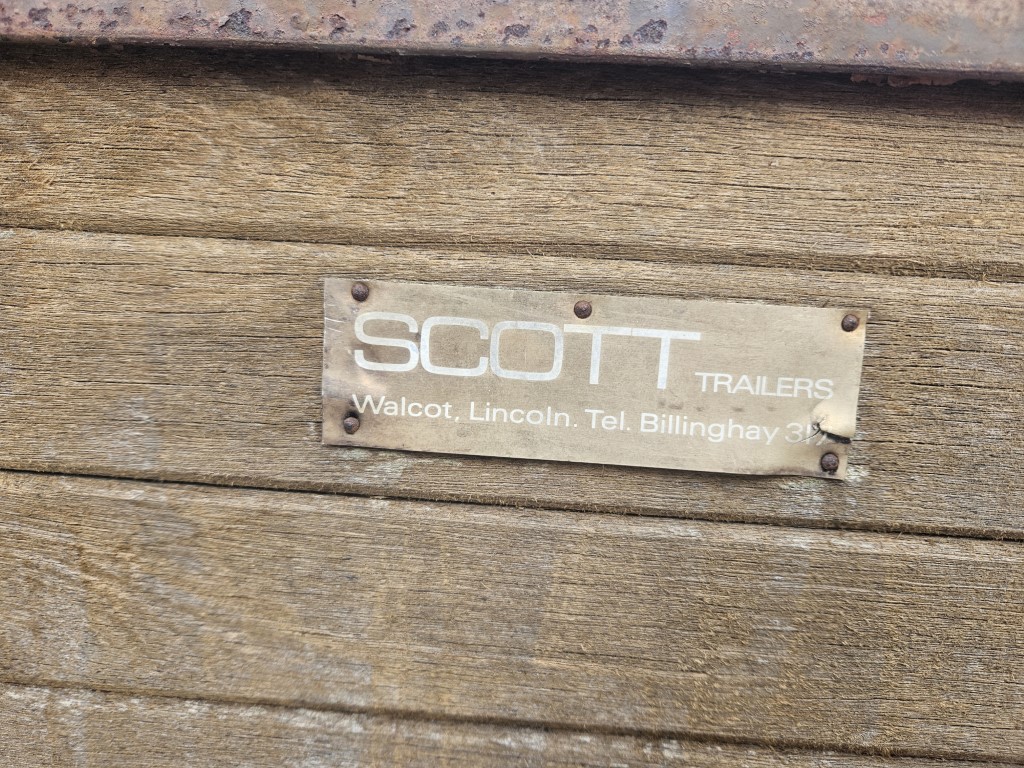 SCOTT TRAILERS
Walcot, Lincoln. Tel. Billinghay